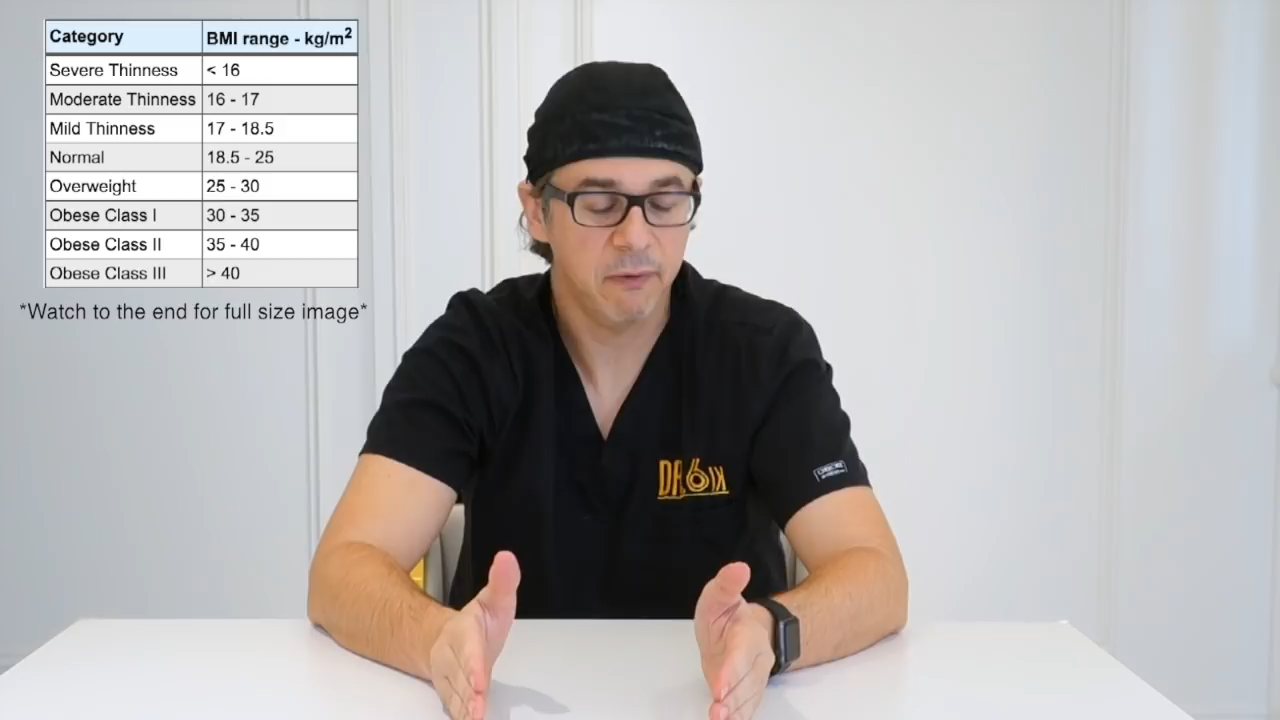 Category BMI range - kg/m²
Severe Thinness < 16
Moderate Thinness 16 - 17
Mild Thinness 17 - 18.5
Normal 18.5 - 25
Overweight 25 - 30
Obese Class I 30 - 35
Obese Class II 35 - 40
Obese Class III > 40
*Watch to the end for full size image*
DR.6IX